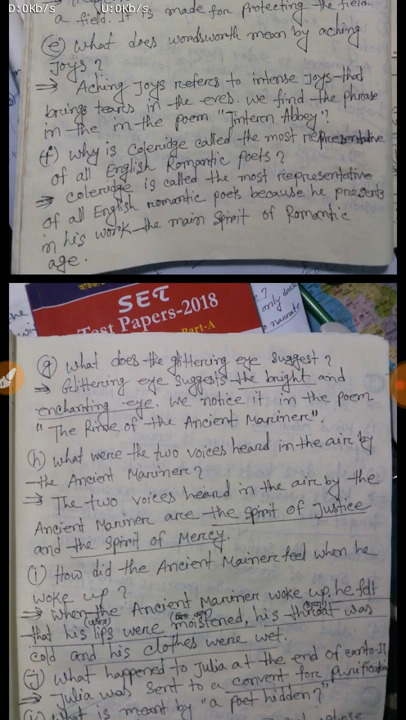 D:0Kb/s U:0Kb/s
a field. It is made for protecting the field.
(e) What does wordsworth mean by aching
Joys?
⇒ Aching Joys refers to intense Joys that
brings tears in the eyes. we find the phrase
in the in the poem "Tintern Abbey".
(f) Why is Coleridge called the most representative
of all English Romantic poets?
⇒ Coleridge is called the most representative
of all English romantic poets because he presents
in his work the main spirit of Romantic
age.
SET
Test Papers-2018
Part-A
(g) What does the glittering eye suggest?
⇒ Glittering eye suggests the bright and
enchanting eye. we notice it in the poem
"The Rime of the Ancient Mariner".
(h) What were the two voices heard in the air by
the Ancient Mariner?
⇒ The two voices heard in the air by the
Ancient Mariner are the spirit of Justice
and the spirit of Mercy.
(i) How did the Ancient Mariner feel when he
woke up?
⇒ When the Ancient Mariner woke up, he felt
that his lips were moistened, his throat was
cold and his clothes were wet.
(j) What happened to Julia at the end of canto-I?
⇒ Julia was sent to a convent for purification
What is meant by "a poet hidden"?